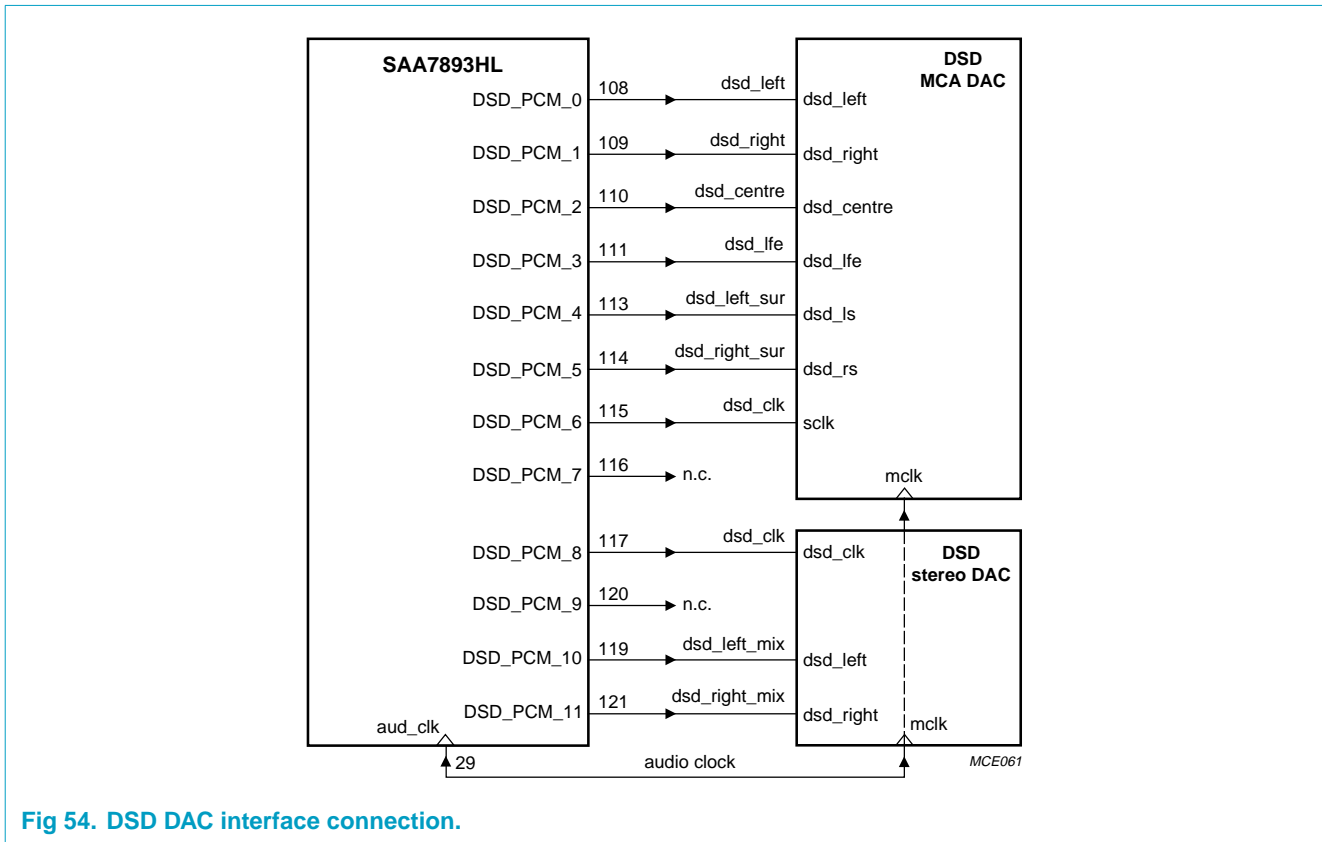 SAA7893HL
DSD
MCA DAC
DSD_PCM_0 108 dsd_left dsd_left
DSD_PCM_1 109 dsd_right dsd_right
DSD_PCM_2 110 dsd_centre dsd_centre
DSD_PCM_3 111 dsd_lfe dsd_lfe
DSD_PCM_4 113 dsd_left_sur dsd_ls
DSD_PCM_5 114 dsd_right_sur dsd_rs
DSD_PCM_6 115 dsd_clk sclk
DSD_PCM_7 116 n.c.
mclk
DSD_PCM_8 117 dsd_clk dsd_clk
DSD
stereo DAC
DSD_PCM_9 120 n.c.
DSD_PCM_10 119 dsd_left_mix dsd_left
DSD_PCM_11 121 dsd_right_mix dsd_right
aud_clk mclk
29 audio clock MCE061
Fig 54. DSD DAC interface connection.